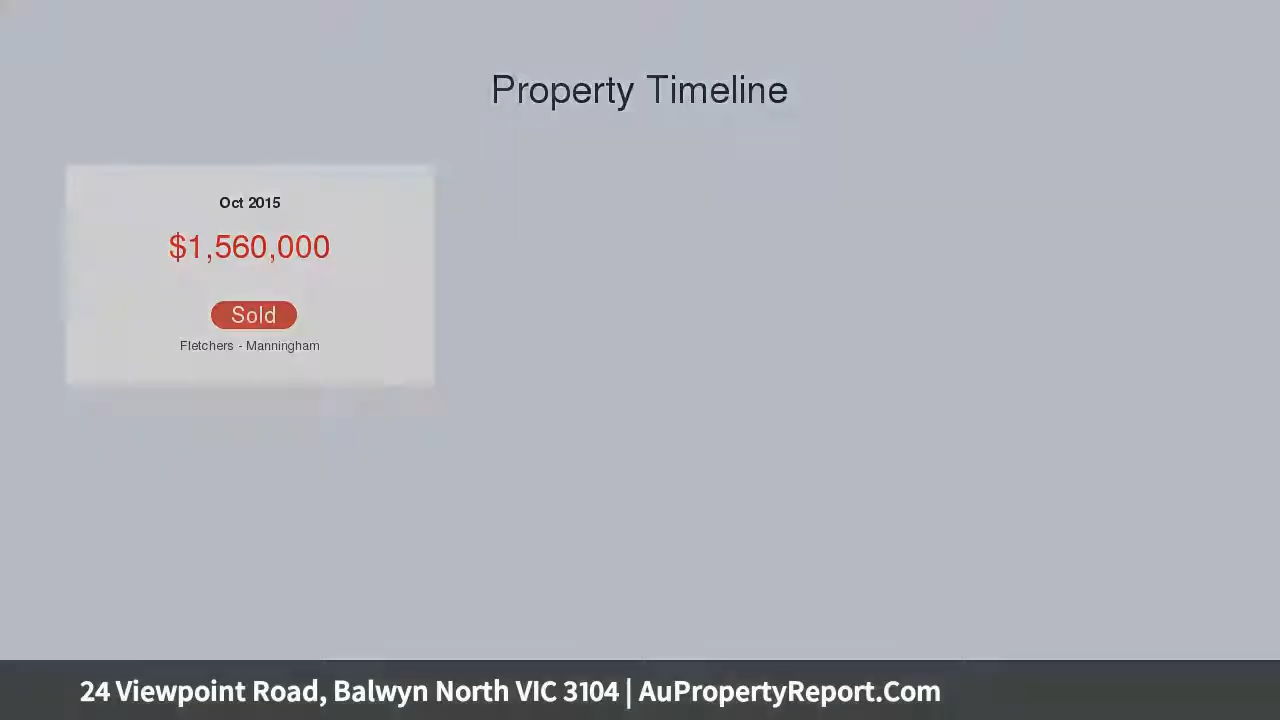 Property Timeline
Oct 2015
$1,560,000
Sold
Fletchers - Manningham
24 Viewpoint Road, Balwyn North VIC 3104 | AuPropertyReport.Com